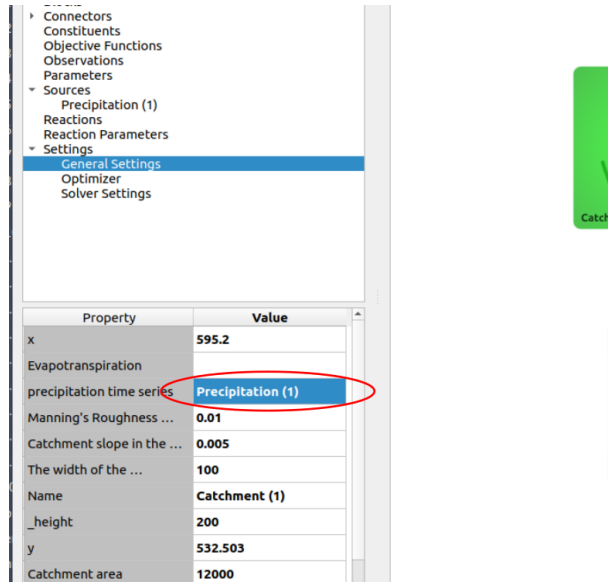 Connectors
Constituents
Objective Functions
Observations
Parameters
Sources
Precipitation (1)
Reactions
Reaction Parameters
Settings
General Settings
Optimizer
Solver Settings
Property Value
x 595.2
Evapotranspiration
precipitation time series Precipitation (1)
Manning's Roughness ... 0.01
Catchment slope in the ... 0.005
The width of the ... 100
Name Catchment (1)
_height 200
y 532.503
Catchment area 12000